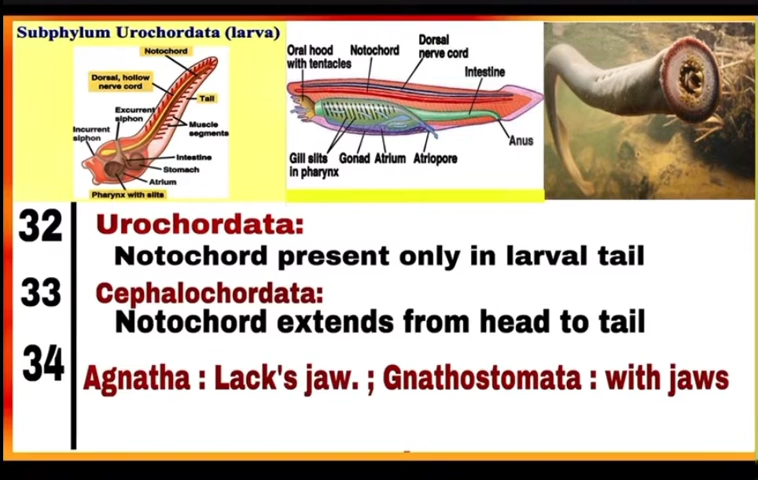 Subphylum Urochordata (larva)
Notochord
Dorsal, hollow
nerve cord
Tail
Excurrent
siphon
Incurrent
siphon
Muscle
segments
Intestine
Stomach
Atrium
Pharynx with slits
Oral hood
with tentacles
Notochord
Dorsal
nerve cord
Intestine
Gill slits
in pharynx
Gonad
Atrium
Atriopore
Anus
32 Urochordata:
Notochord present only in larval tail
33 Cephalochordata:
Notochord extends from head to tail
34 Agnatha : Lack's jaw. ; Gnathostomata : with jaws